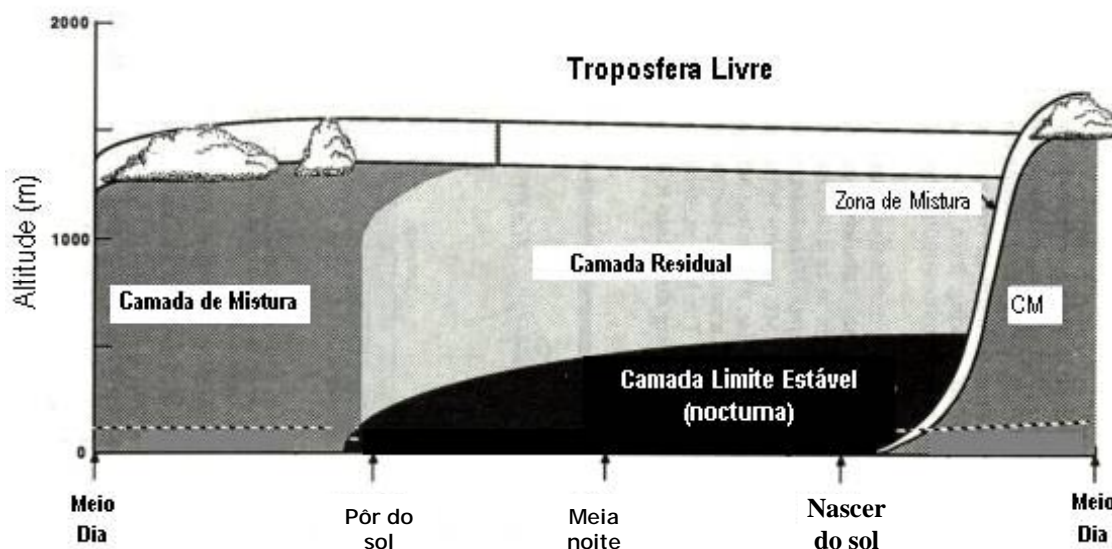 2000
Troposfera Livre
Zona de Mistura
1000
Camada Residual
Altitude (m)
Camada de Mistura
CM
Camada Limite Estável
(nocturna)
0
Meio
Dia
Pôr do
sol
Meia
noite
Nascer
do sol
Meio
Dia